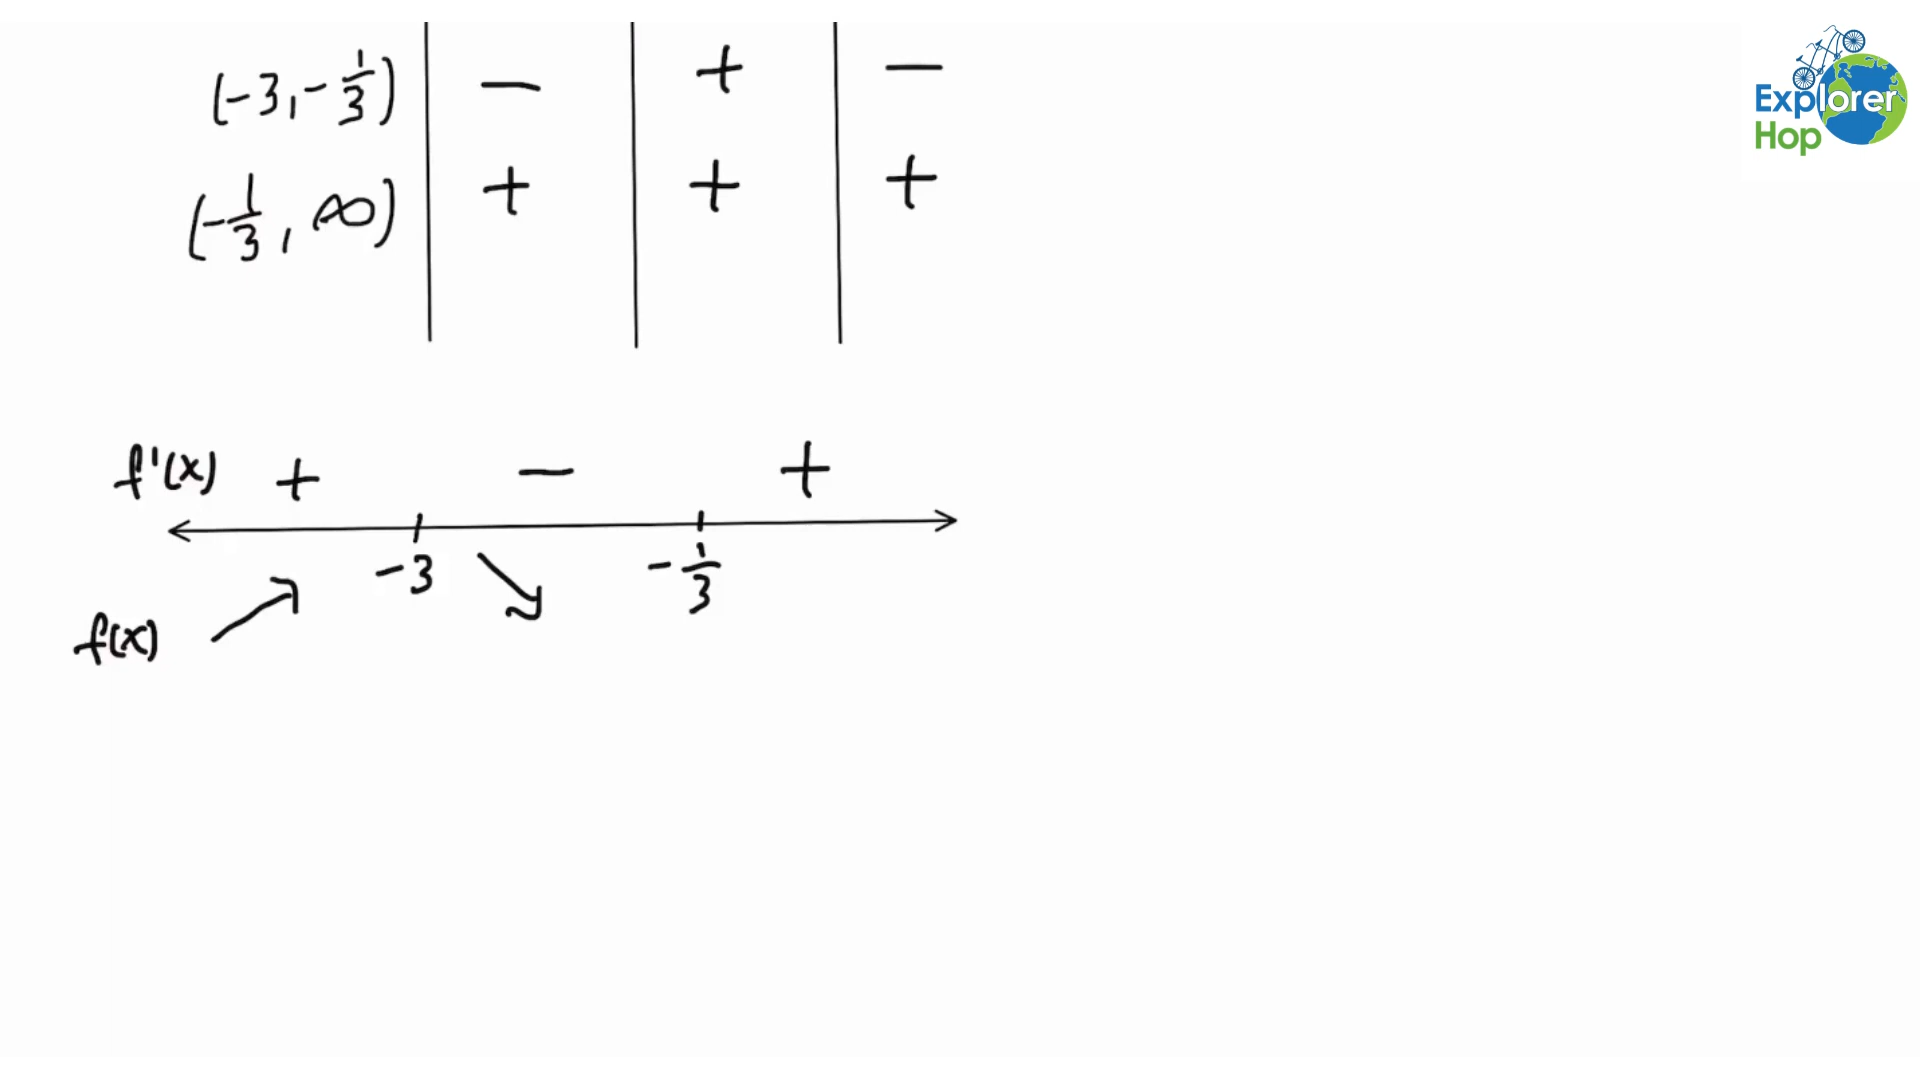 (-3, -1/3) - + -
(-1/3, ∞) + + +
f'(x) + - +
-3 -1/3
f(x)
Explorer
Hop